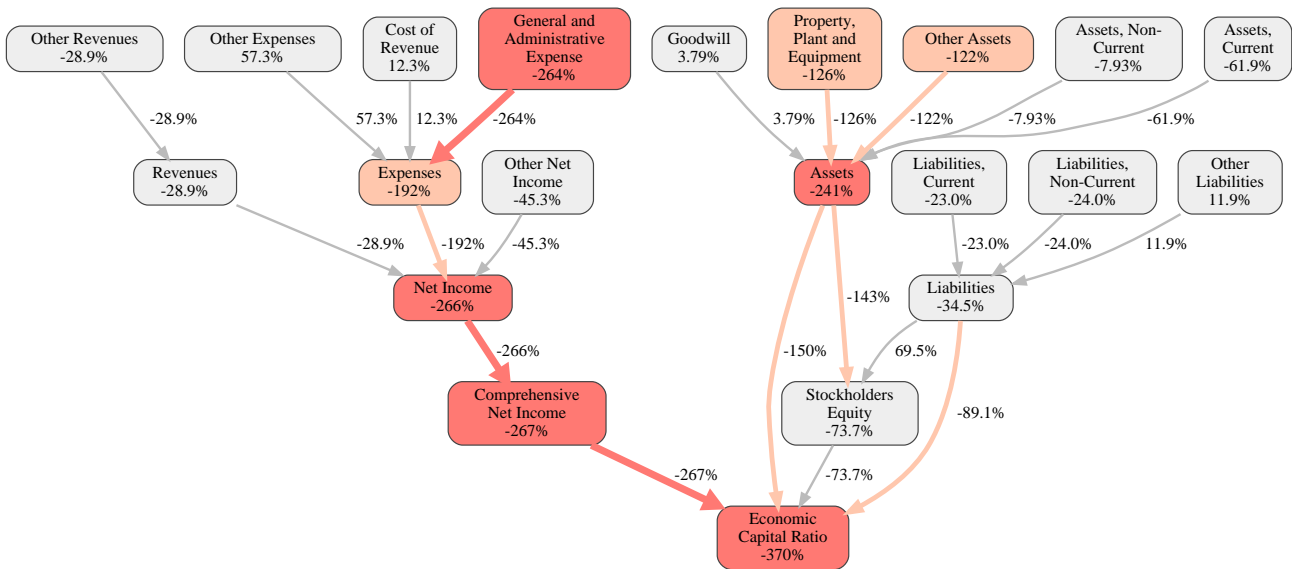 Other Revenues
-28.9%
Other Expenses
57.3%
Cost of
Revenue
12.3%
General and
Administrative
Expense
-264%
Goodwill
3.79%
Property,
Plant and
Equipment
-126%
Other Assets
-122%
Assets, Non-
Current
-7.93%
Assets,
Current
-61.9%
-28.9%
57.3%
12.3%
-264%
3.79%
-126%
-122%
-7.93%
-61.9%
Revenues
-28.9%
Expenses
-192%
Other Net
Income
-45.3%
Assets
-241%
Liabilities,
Current
-23.0%
Liabilities,
Non-Current
-24.0%
Other
Liabilities
11.9%
-28.9%
-192%
-45.3%
-23.0%
-24.0%
11.9%
Net Income
-266%
-143%
Liabilities
-34.5%
-266%
-150%
69.5%
Comprehensive
Net Income
-267%
Stockholders
Equity
-73.7%
-89.1%
-267%
-73.7%
Economic
Capital Ratio
-370%